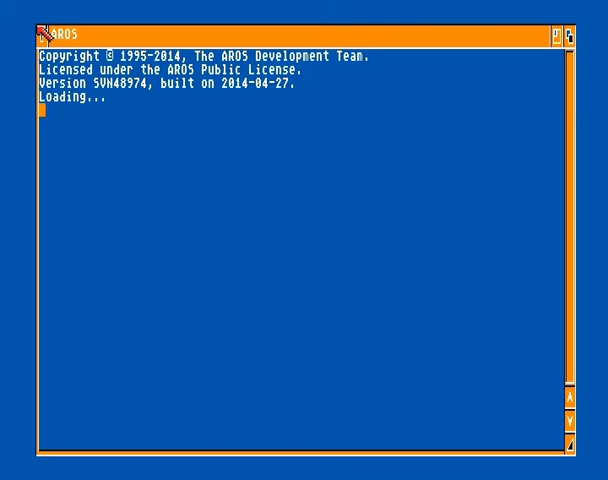 AROS
Copyright © 1995-2014, The AROS Development Team.
Licensed under the AROS Public License.
Version SVN48974, built on 2014-04-27.
Loading...